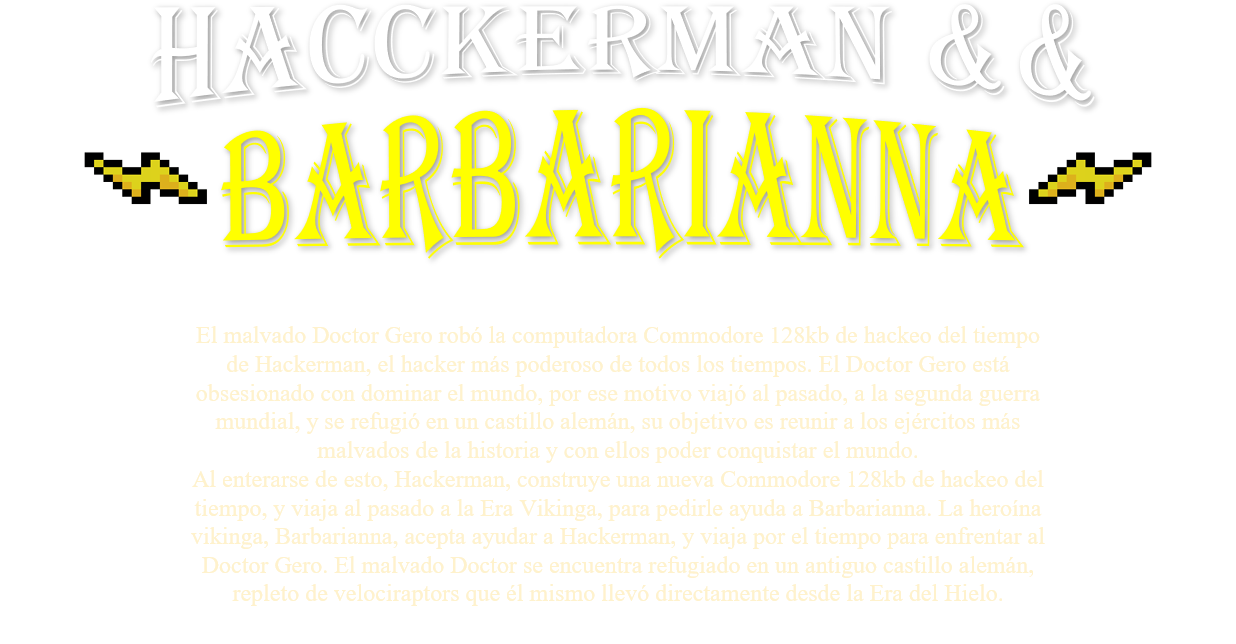 HACCKERMAN & &
BARBARIANNA
El malvado Doctor Gero robó la computadora Commodore 128kb de hackeo del tiempo
de Hackerman, el hacker más poderoso de todos los tiempos. El Doctor Gero está
obsesionado con dominar el mundo, por ese motivo viajó al pasado, a la segunda guerra
mundial, y se refugió en un castillo alemán, su objetivo es reunir a los ejércitos más
malvados de la historia y con ellos poder conquistar el mundo.
Al enterarse de esto, Hackerman, construye una nueva Commodore 128kb de hackeo del
tiempo, y viaja al pasado a la Era Vikinga, para pedirle ayuda a Barbarianna. La heroína
vikinga, Barbarianna, acepta ayudar a Hackerman, y viaja por el tiempo para enfrentar al
Doctor Gero. El malvado Doctor se encuentra refugiado en un antiguo castillo alemán,
repleto de velociraptors que él mismo llevó directamente desde la Era del Hielo.